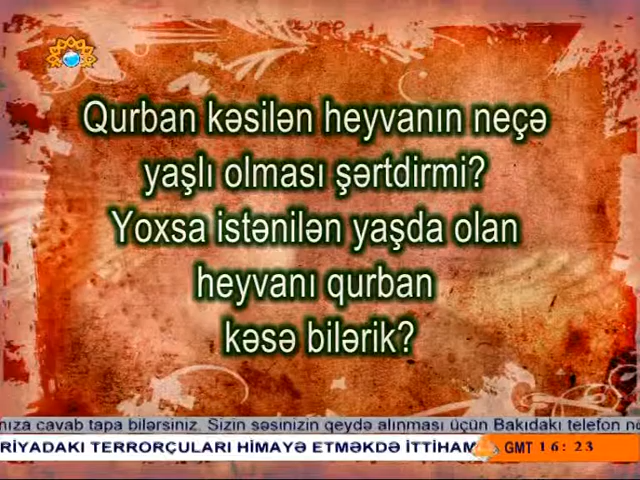 Qurban kəsilən heyvanın neçə
yaşlı olması şərtdirmi?
Yoxsa istənilən yaşda olan
heyvanı qurban
kəsə bilərik?
cavab tapa bilərsiniz. Sizin səsinizin qeydə alınması üçün Bakıdakı telefon
TERRORÇULARI HİMAYƏ ETMƏKDƏ İTTİHAM GMT 16: 23